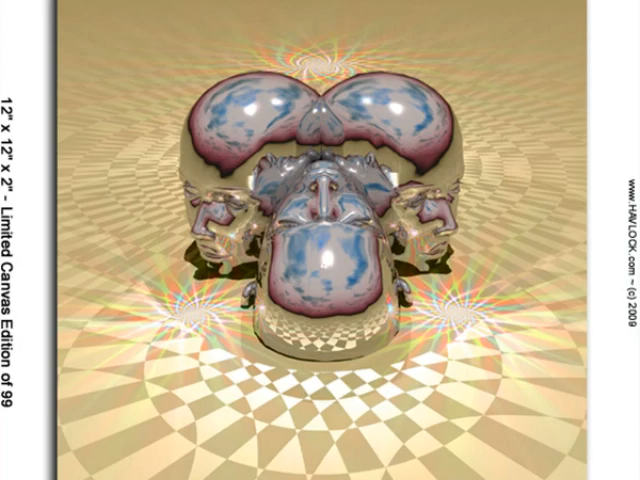 12" x 12" x 2" - Limited Canvas Edition of 99
www.HAVLOCK.com ~ (c) 2009